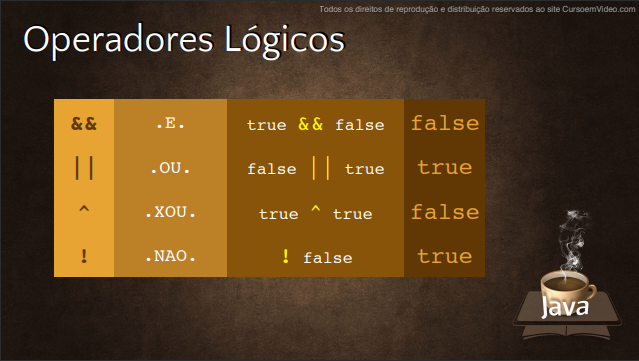 Todos os direitos de reprodução e distribuição reservados ao site CursoemVideo.com
Operadores Lógicos
&& .E. true && false false
|| .OU. false || true true
^ .XOU. true ^ true false
! .NAO. ! false true
Java